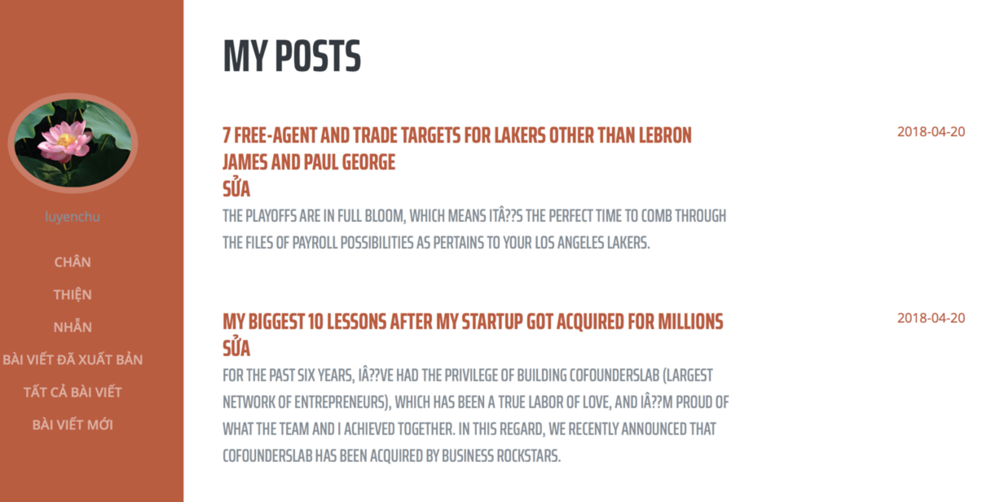 MY POSTS
7 FREE-AGENT AND TRADE TARGETS FOR LAKERS OTHER THAN LEBRON
JAMES AND PAUL GEORGE
2018-04-20
SỬA
THE PLAYOFFS ARE IN FULL BLOOM, WHICH MEANS ITÂ??S THE PERFECT TIME TO COMB THROUGH
THE FILES OF PAYROLL POSSIBILITIES AS PERTAINS TO YOUR LOS ANGELES LAKERS.
MY BIGGEST 10 LESSONS AFTER MY STARTUP GOT ACQUIRED FOR MILLIONS
2018-04-20
SỬA
FOR THE PAST SIX YEARS, IÂ??VE HAD THE PRIVILEGE OF BUILDING COFOUNDERSLAB (LARGEST
NETWORK OF ENTREPRENEURS), WHICH HAS BEEN A TRUE LABOR OF LOVE, AND IÂ??M PROUD OF
WHAT THE TEAM AND I ACHIEVED TOGETHER. IN THIS REGARD, WE RECENTLY ANNOUNCED THAT
COFOUNDERSLAB HAS BEEN ACQUIRED BY BUSINESS ROCKSTARS.
luyenchu
CHÂN
THIỆN
NHẪN
BÀI VIẾT ĐÃ XUẤT BẢN
TẤT CẢ BÀI VIẾT
BÀI VIẾT MỚI